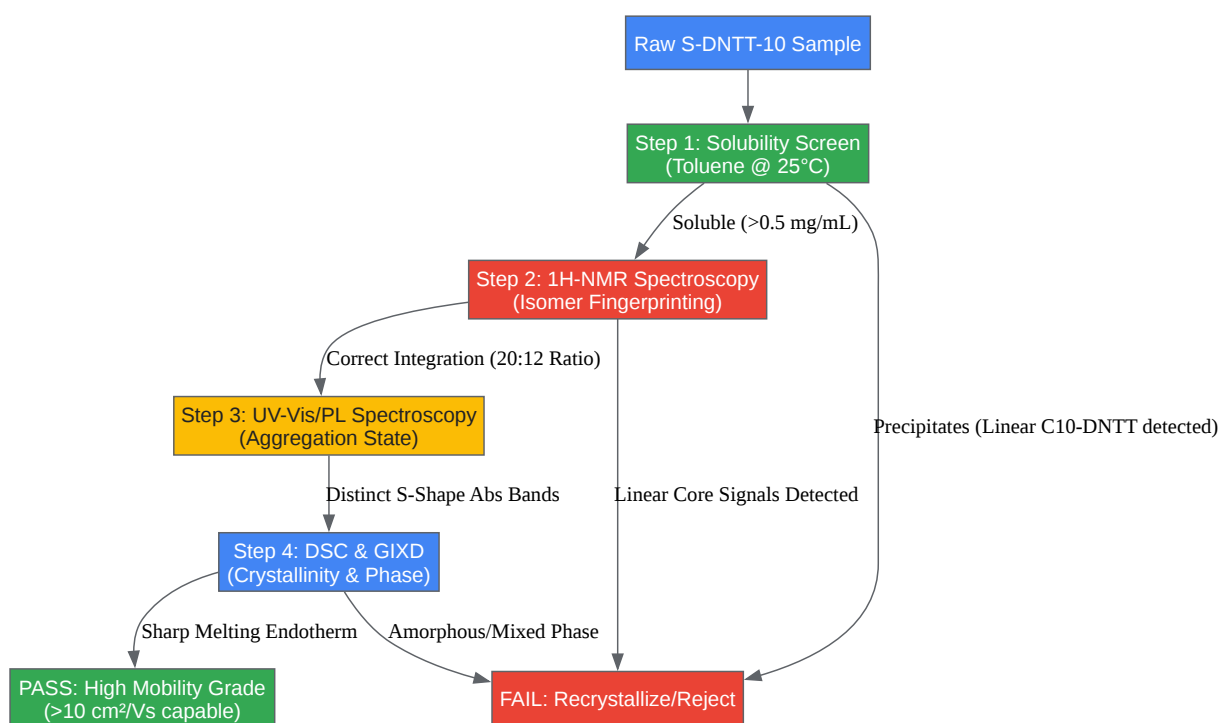 Raw S-DNTT-10 Sample
Step 1: Solubility Screen
(Toluene @ 25°C)
Soluble (>0.5 mg/mL)
Step 2: 1H-NMR Spectroscopy
(Isomer Fingerprinting)
Correct Integration (20:12 Ratio)
Step 3: UV-Vis/PL Spectroscopy
(Aggregation State)
Precipitates (Linear C10-DNTT detected)
Distinct S-Shape Abs Bands
Linear Core Signals Detected
Step 4: DSC & GIXD
(Crystallinity & Phase)
Sharp Melting Endotherm
Amorphous/Mixed Phase
PASS: High Mobility Grade
(>10 cm²/Vs capable)
FAIL: Recrystallize/Reject